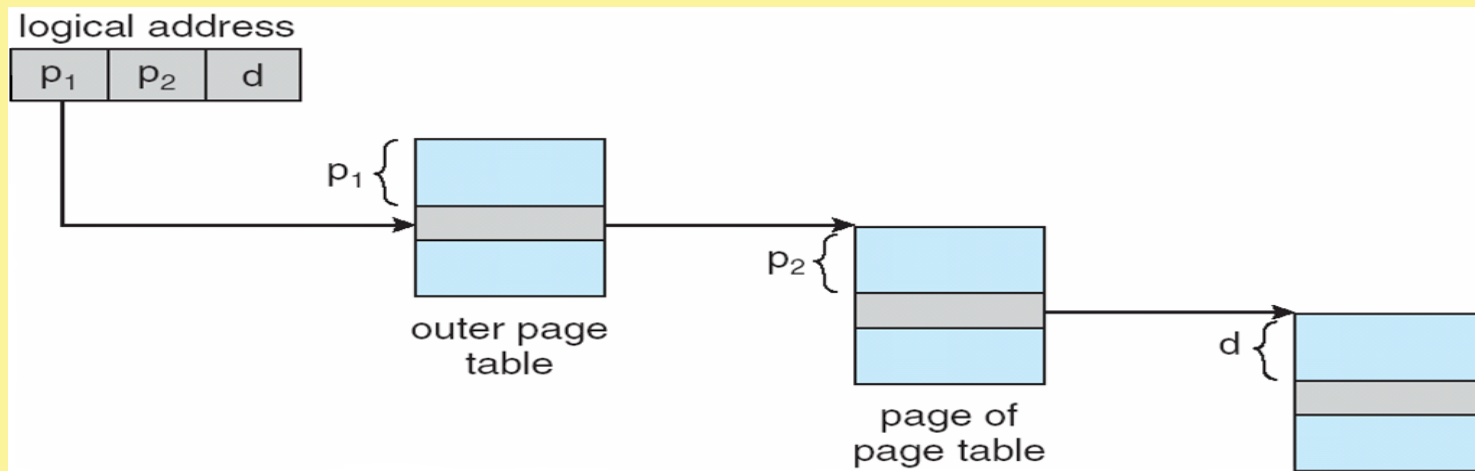 logical address
p₁ p₂ d
p₁
outer page
table
p₂
page of
page table
d